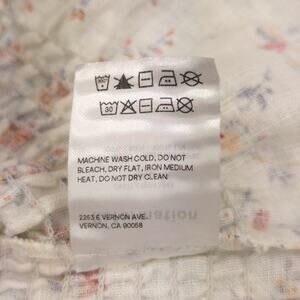 30
MACHINE WASH COLD, DO NOT
BLEACH, DRY FLAT, IRON MEDIUM
HEAT, DO NOT DRY CLEAN
2263 E VERNON AVE.
VERNON, CA 90058